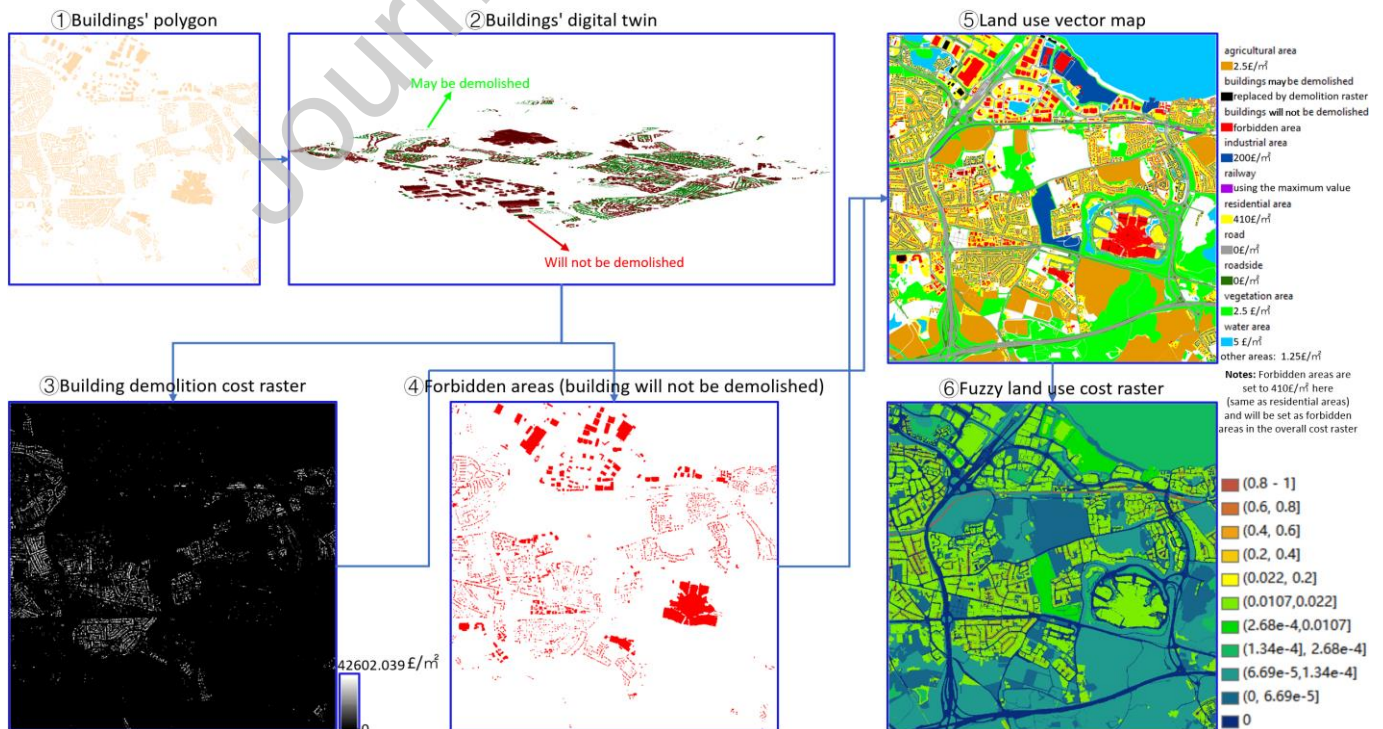 ①Buildings' polygon
②Buildings' digital twin
May be demolished
Will not be demolished
⑤Land use vector map
agricultural area
2.5£/㎡
buildings may be demolished
replaced by demolition raster
buildings will not be demolished
forbidden area
industrial area
200£/㎡
railway
using the maximum value
residential area
410£/㎡
road
0£/㎡
roadside
0£/㎡
vegetation area
2.5 £/㎡
water area
5 £/㎡
other areas: 1.25£/㎡
Notes: Forbidden areas are
set to 410£/㎡ here
(same as residential areas)
and will be set as forbidden
areas in the overall cost raster
③Building demolition cost raster
42602.039£/㎡
0
④Forbidden areas (building will not be demolished)
⑥Fuzzy land use cost raster
(0.8 - 1]
(0.6, 0.8]
(0.4, 0.6]
(0.2, 0.4]
(0.022, 0.2]
(0.0107,0.022]
(2.68e-4,0.0107]
(1.34e-4], 2.68e-4]
(6.69e-5,1.34e-4]
(0, 6.69e-5]
0
Journ